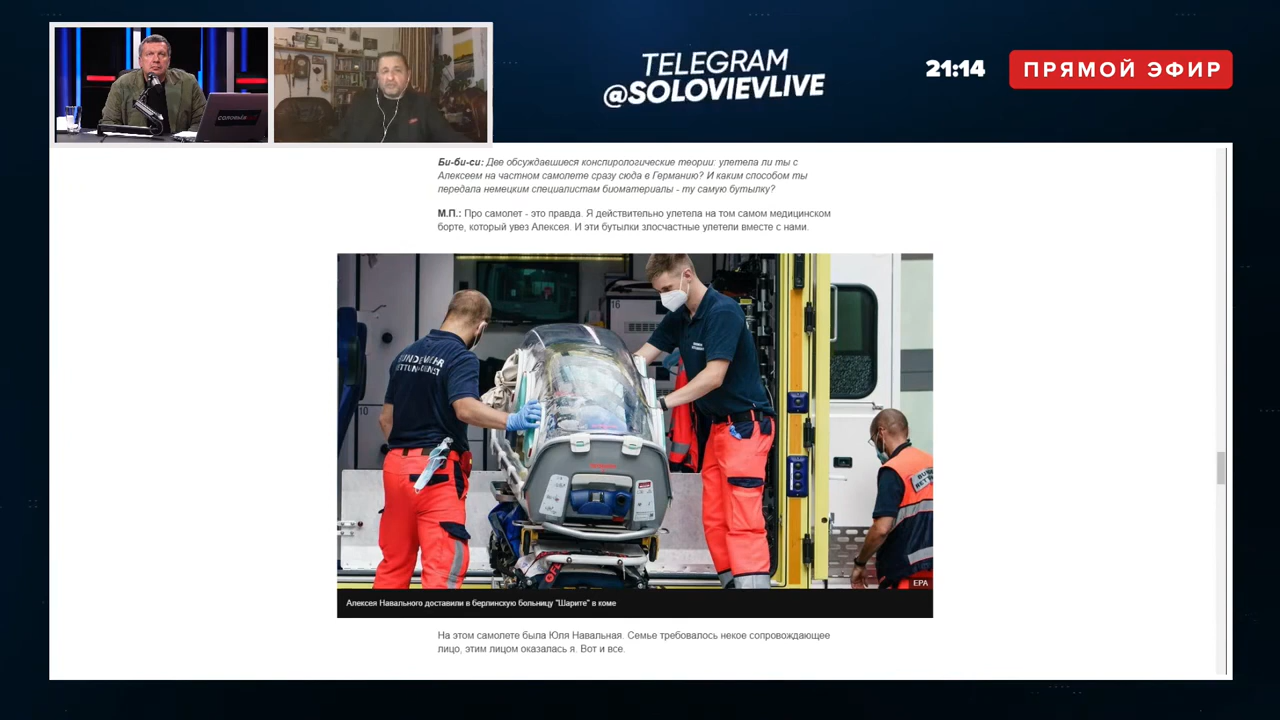 TELEGRAM
@SOLOVIEVLIVE
21:14
ПРЯМОЙ ЭФИР
СОЛОВЬЁВ
Би-би-си: Две обсуждавшиеся конспирологические теории: улетела ли ты с
Алексеем на частном самолете сразу сюда в Германию? И каким способом ты
передала немецким специалистам биоматериалы - ту самую бутылку?
М.П.: Про самолет - это правда. Я действительно улетела на том самом медицинском
борте, который увез Алексея. И эти бутылки злосчастные улетели вместе с нами.
16
10
EPA
Алексея Навального доставили в берлинскую больницу "Шарите" в коме
На этом самолете была Юля Навальная. Семье требовалось некое сопровождающее
лицо, этим лицом оказалась я. Вот и все.